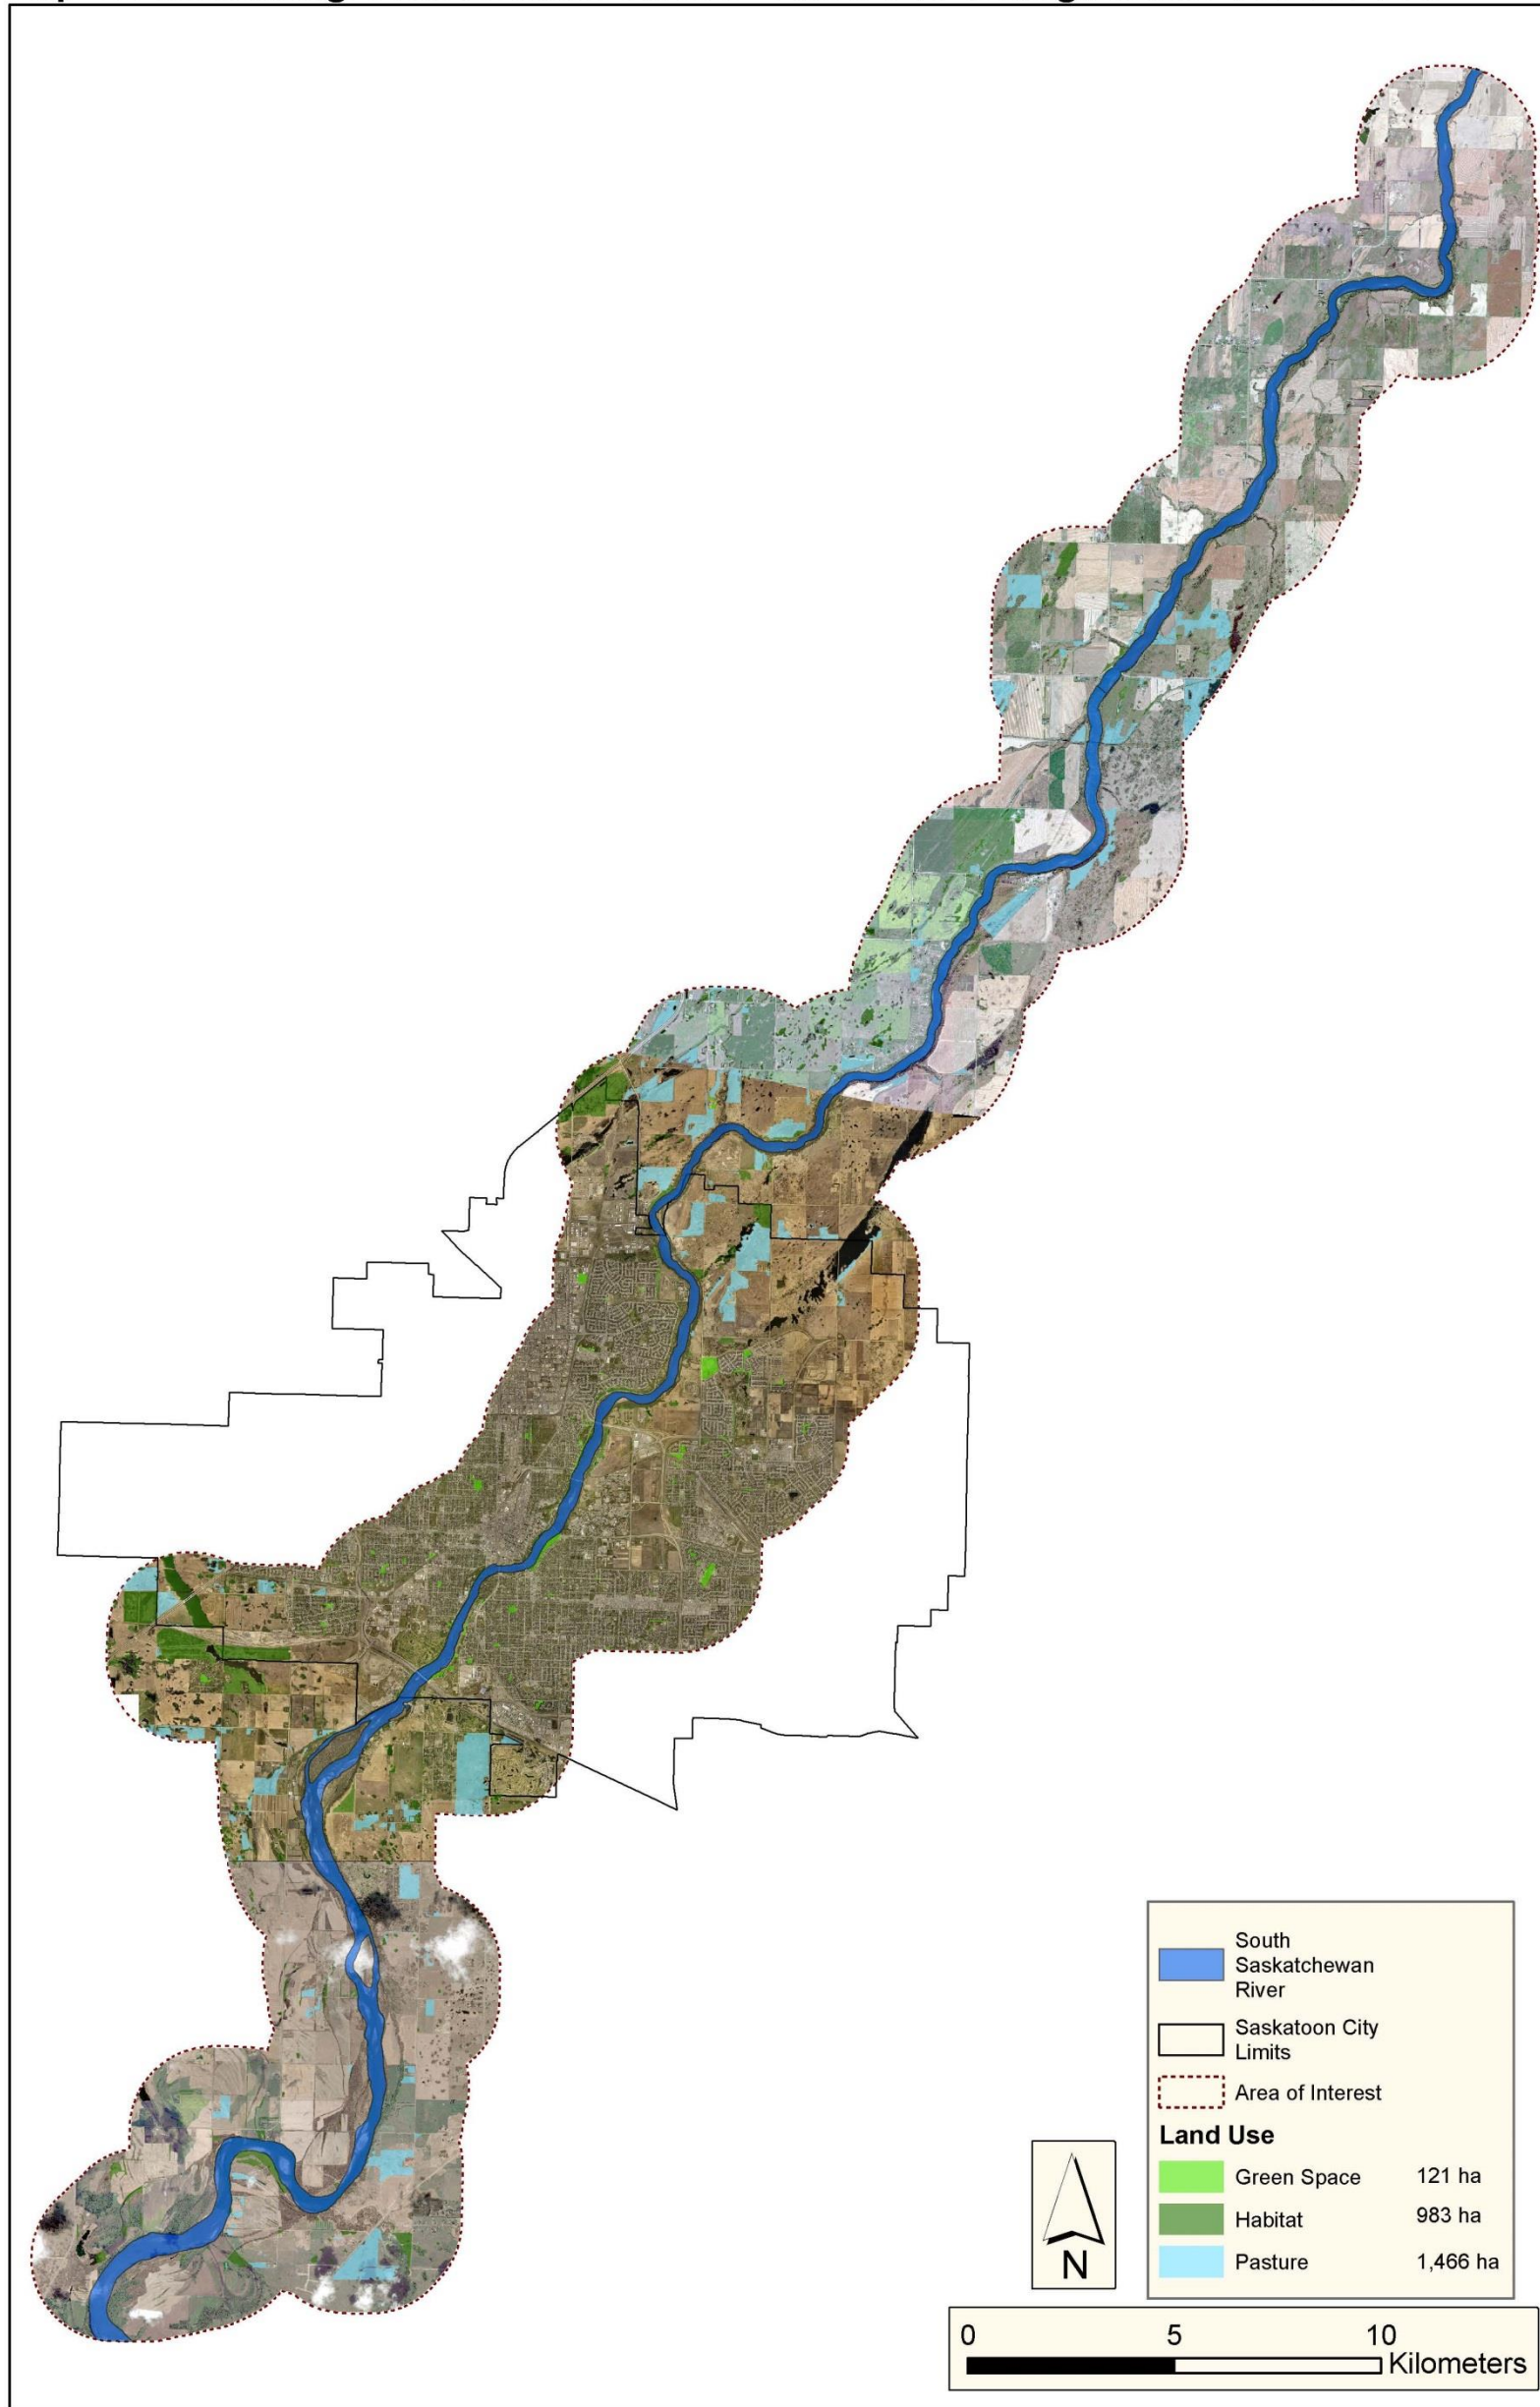 South
Saskatchewan
River
Saskatoon City
Limits
Area of Interest
Land Use
Green Space 121 ha
Habitat 983 ha
Pasture 1,466 ha
N
0 5 10
Kilometers